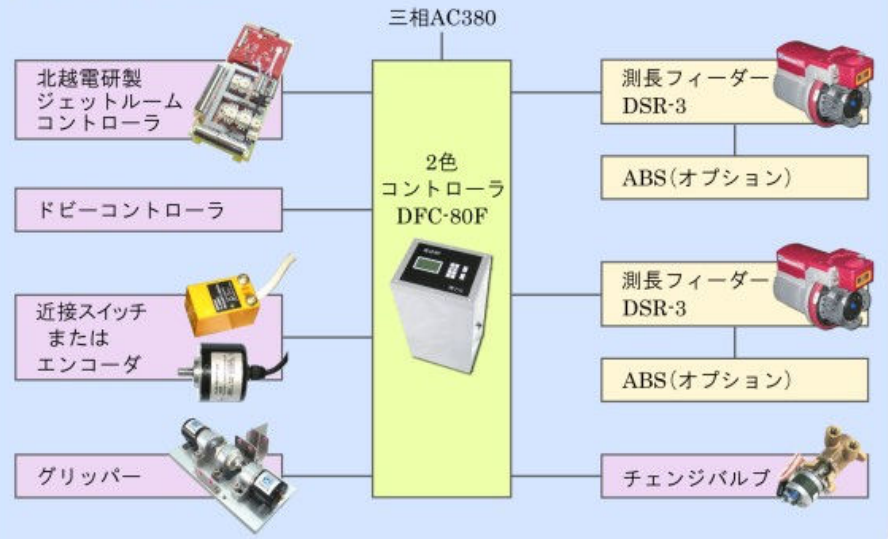 三相AC380
北越電研製
ジェットルーム
コントローラ
ドビーコントローラ
近接スイッチ
または
エンコーダ
グリッパー
2色
コントローラ
DFC-80F
測長フィーダー
DSR-3
ABS(オプション)
測長フィーダー
DSR-3
ABS(オプション)
チェンジバルブ